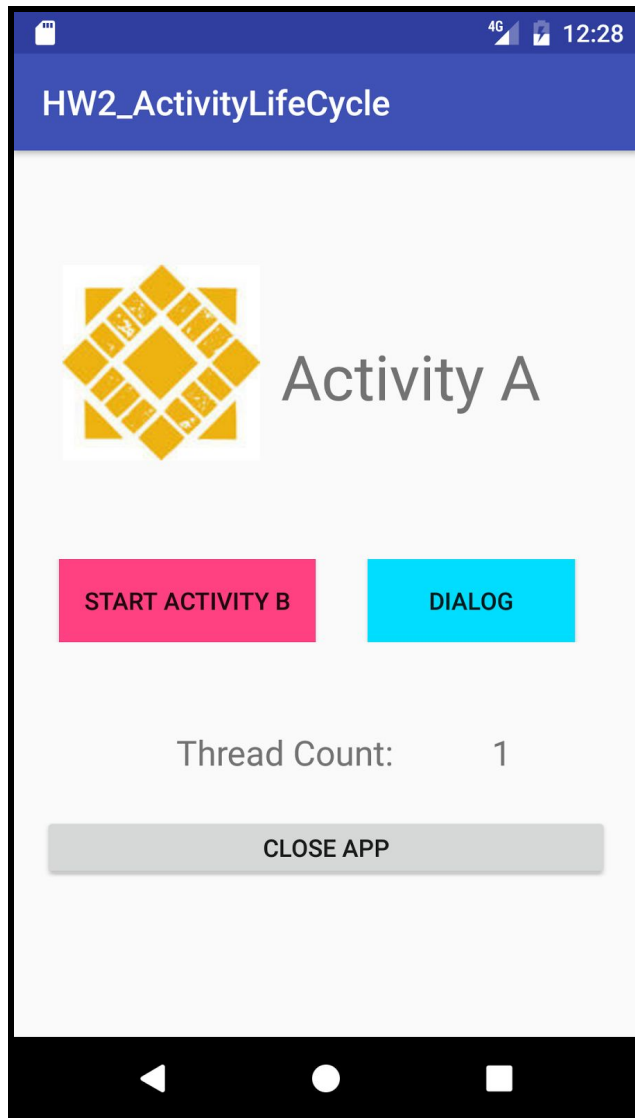 4G 12:28
HW2_ActivityLifeCycle
Activity A
START ACTIVITY B DIALOG
Thread Count: 1
CLOSE APP